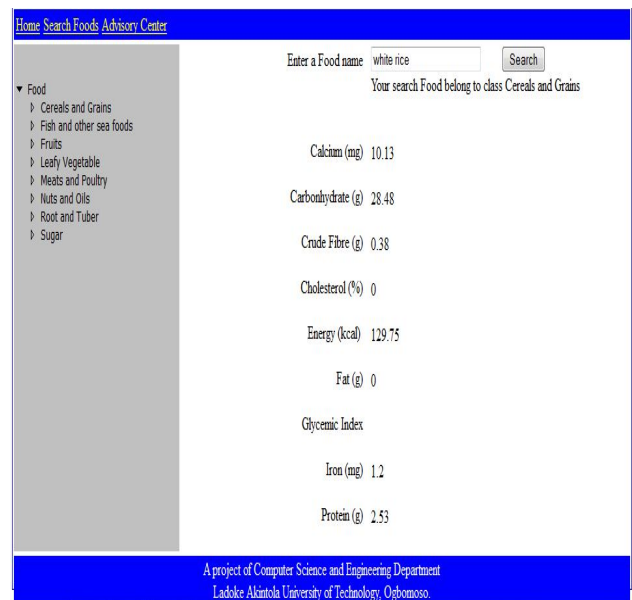 Home Search Foods Advisory Center
Enter a Food name white rice Search
Your search Food belong to class Cereals and Grains
Food
Cereals and Grains
Fish and other sea foods
Fruits
Leafy Vegetable
Meats and Poultry
Nuts and Oils
Root and Tuber
Sugar
Calcium (mg) 10.13
Carbonhydrate (g) 28.48
Crude Fibre (g) 0.38
Cholesterol (%) 0
Energy (kcal) 129.75
Fat (g) 0
Glycemic Index
Iron (mg) 1.2
Protein (g) 2.53
A project of Computer Science and Engineering Department
Ladoke Akintola University of Technology, Ogbomoso.